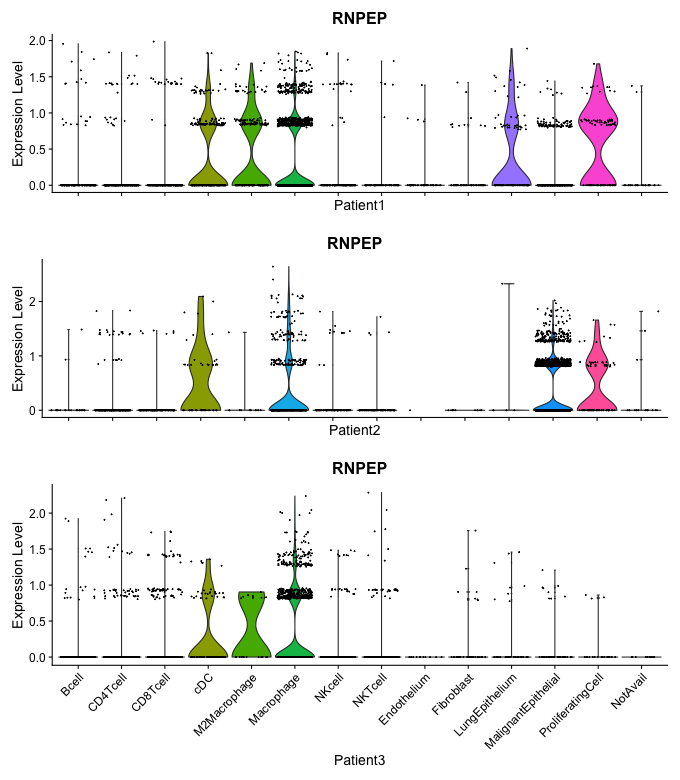 RNPEP
Expression Level
2.0
1.5
1.0
0.5
0.0
Patient1
RNPEP
Expression Level
2
1
0
Patient2
RNPEP
Expression Level
2.0
1.5
1.0
0.5
0.0
Bcell
CD4Tcell
CD8Tcell
cDC
M2Macrophage
Macrophage
NKcell
NKTcell
Endothelium
Fibroblast
LungEpithelium
MalignantEpithelial
ProliferatingCell
NotAvail
Patient3